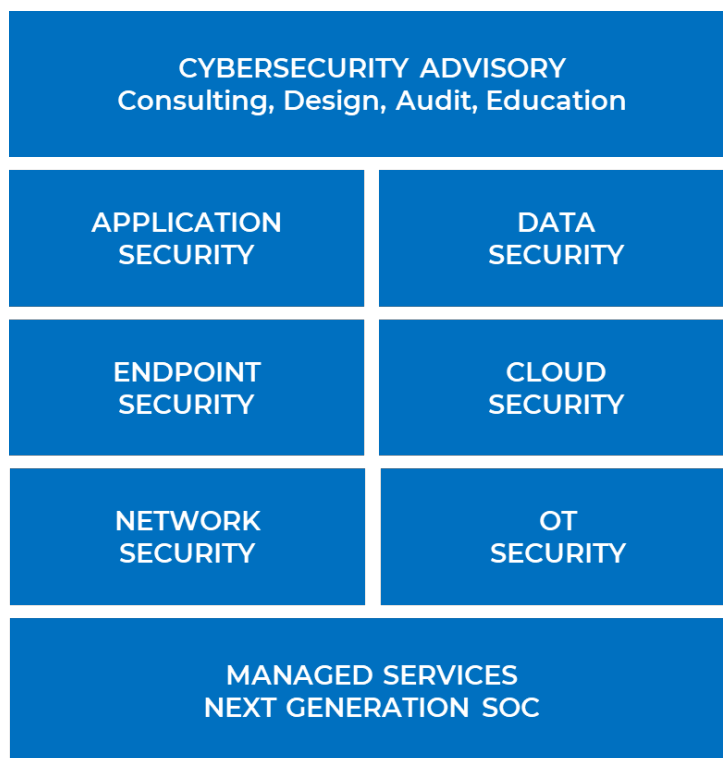 CYBERSECURITY ADVISORY
Consulting, Design, Audit, Education
APPLICATION
SECURITY
DATA
SECURITY
ENDPOINT
SECURITY
CLOUD
SECURITY
NETWORK
SECURITY
OT
SECURITY
MANAGED SERVICES
NEXT GENERATION SOC